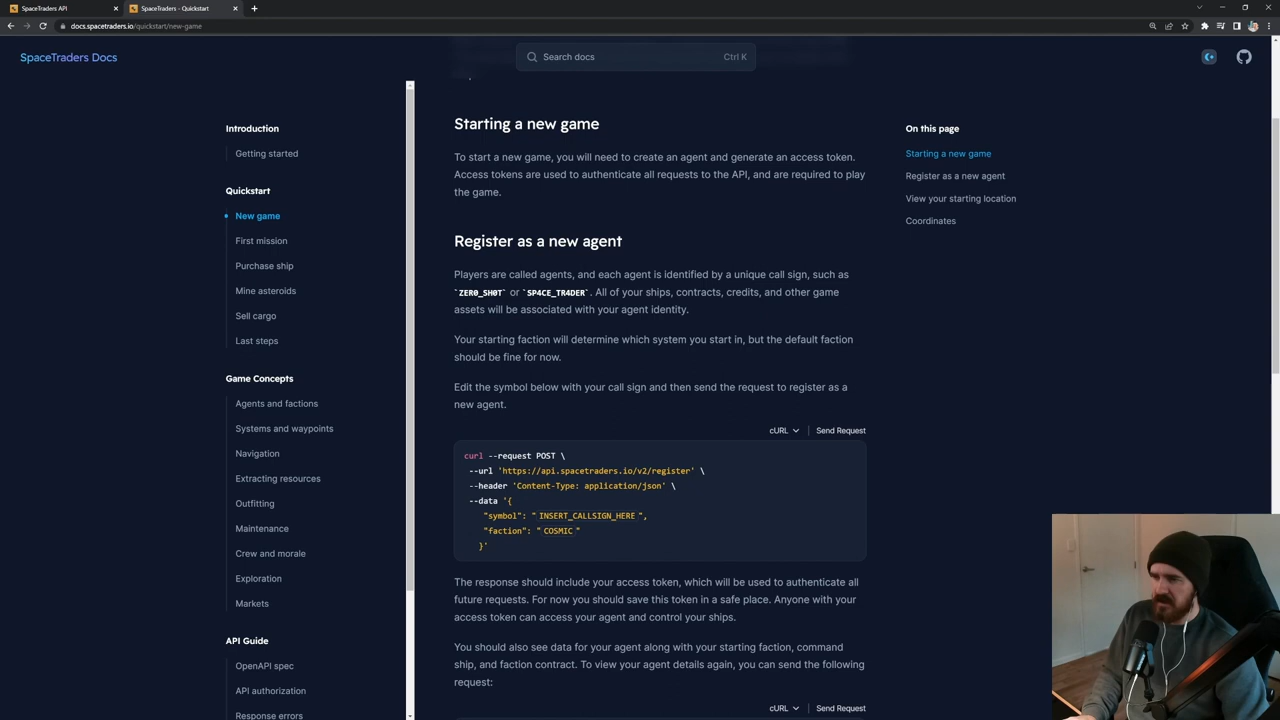 SpaceTraders API
SpaceTraders - Quickstart
docs.spacetraders.io/quickstart/new-game
SpaceTraders Docs
Search docs
Ctrl K
Introduction
Getting started
Quickstart
New game
First mission
Purchase ship
Mine asteroids
Sell cargo
Last steps
Game Concepts
Agents and factions
Systems and waypoints
Navigation
Extracting resources
Outfitting
Maintenance
Crew and morale
Exploration
Markets
API Guide
OpenAPI spec
API authorization
Response errors
Starting a new game
To start a new game, you will need to create an agent and generate an access token.
Access tokens are used to authenticate all requests to the API, and are required to play
the game.
Register as a new agent
Players are called agents, and each agent is identified by a unique call sign, such as
`ZER0_SH0T` or `SP4CE_TR4DER`. All of your ships, contracts, credits, and other game
assets will be associated with your agent identity.
Your starting faction will determine which system you start in, but the default faction
should be fine for now.
Edit the symbol below with your call sign and then send the request to register as a
new agent.
cURL
Send Request
curl --request POST \
--url 'https://api.spacetraders.io/v2/register' \
--header 'Content-Type: application/json' \
--data '{
"symbol": "INSERT_CALLSIGN_HERE",
"faction": "COSMIC"
}'
The response should include your access token, which will be used to authenticate all
future requests. For now you should save this token in a safe place. Anyone with your
access token can access your agent and control your ships.
You should also see data for your agent along with your starting faction, command
ship, and faction contract. To view your agent details again, you can send the following
request:
cURL
Send Request
On this page
Starting a new game
Register as a new agent
View your starting location
Coordinates